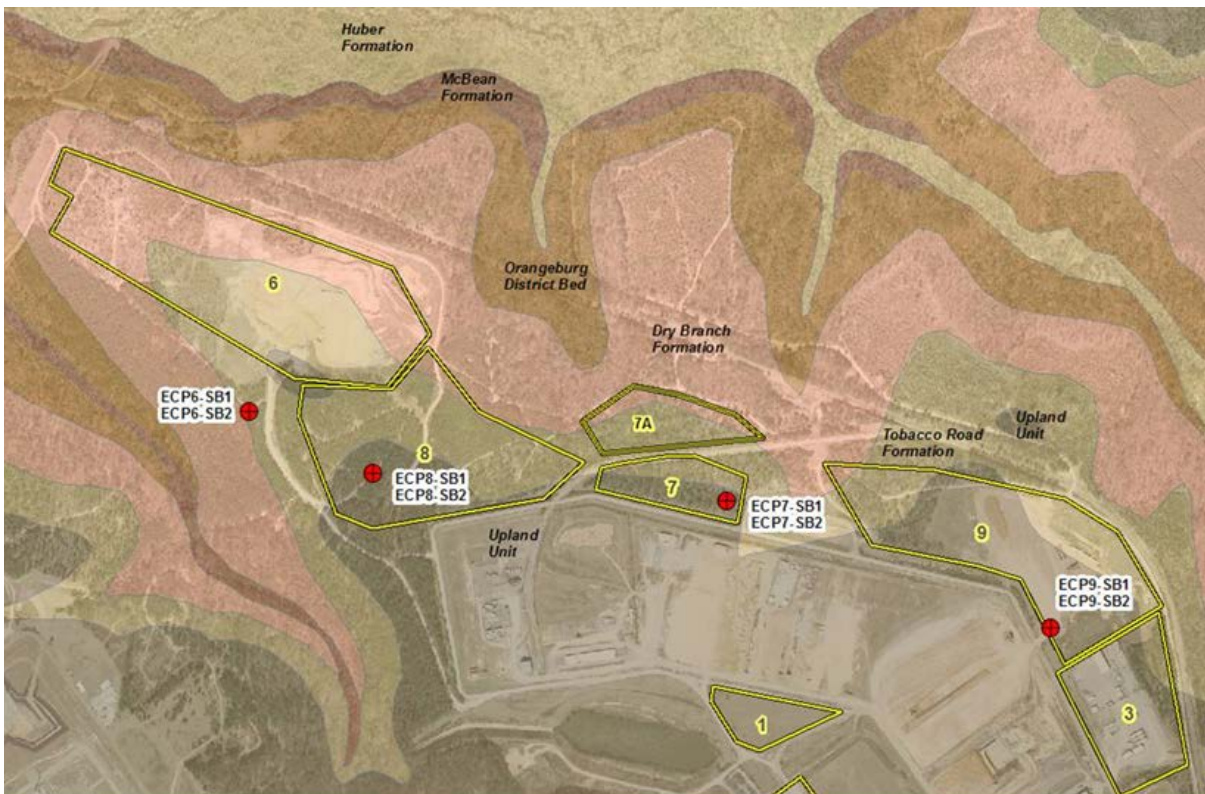 Huber
Formation
McBean
Formation
Orangeburg
District Bed
6
Dry Branch
Formation
ECP6-SB1
ECP6-SB2
7A
Upland
Unit
Tobacco Road
Formation
8
ECP8-SB1
ECP8-SB2
7
ECP7-SB1
ECP7-SB2
9
Upland
Unit
ECP9-SB1
ECP9-SB2
1
3